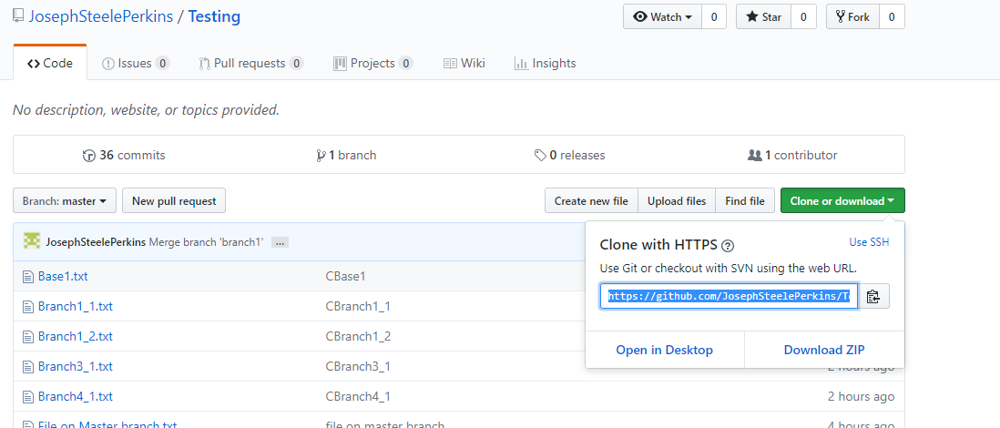 JosephSteelePerkins / Testing
Watch 0 Star 0 Fork 0
Code Issues 0 Pull requests 0 Projects 0 Wiki Insights
No description, website, or topics provided.
36 commits 1 branch 0 releases 1 contributor
Branch: master New pull request Create new file Upload files Find file Clone or download
JosephSteelePerkins Merge branch 'branch1' ...
Clone with HTTPS ? Use SSH
Use Git or checkout with SVN using the web URL.
https://github.com/JosephSteelePerkins/T
Open in Desktop Download ZIP
Base1.txt CBase1
Branch1_1.txt CBranch1_1
Branch1_2.txt CBranch1_2
Branch3_1.txt CBranch3_1 2 hours ago
Branch4_1.txt CBranch4_1 2 hours ago
File on Master branch.txt file on master branch 4 hours ago